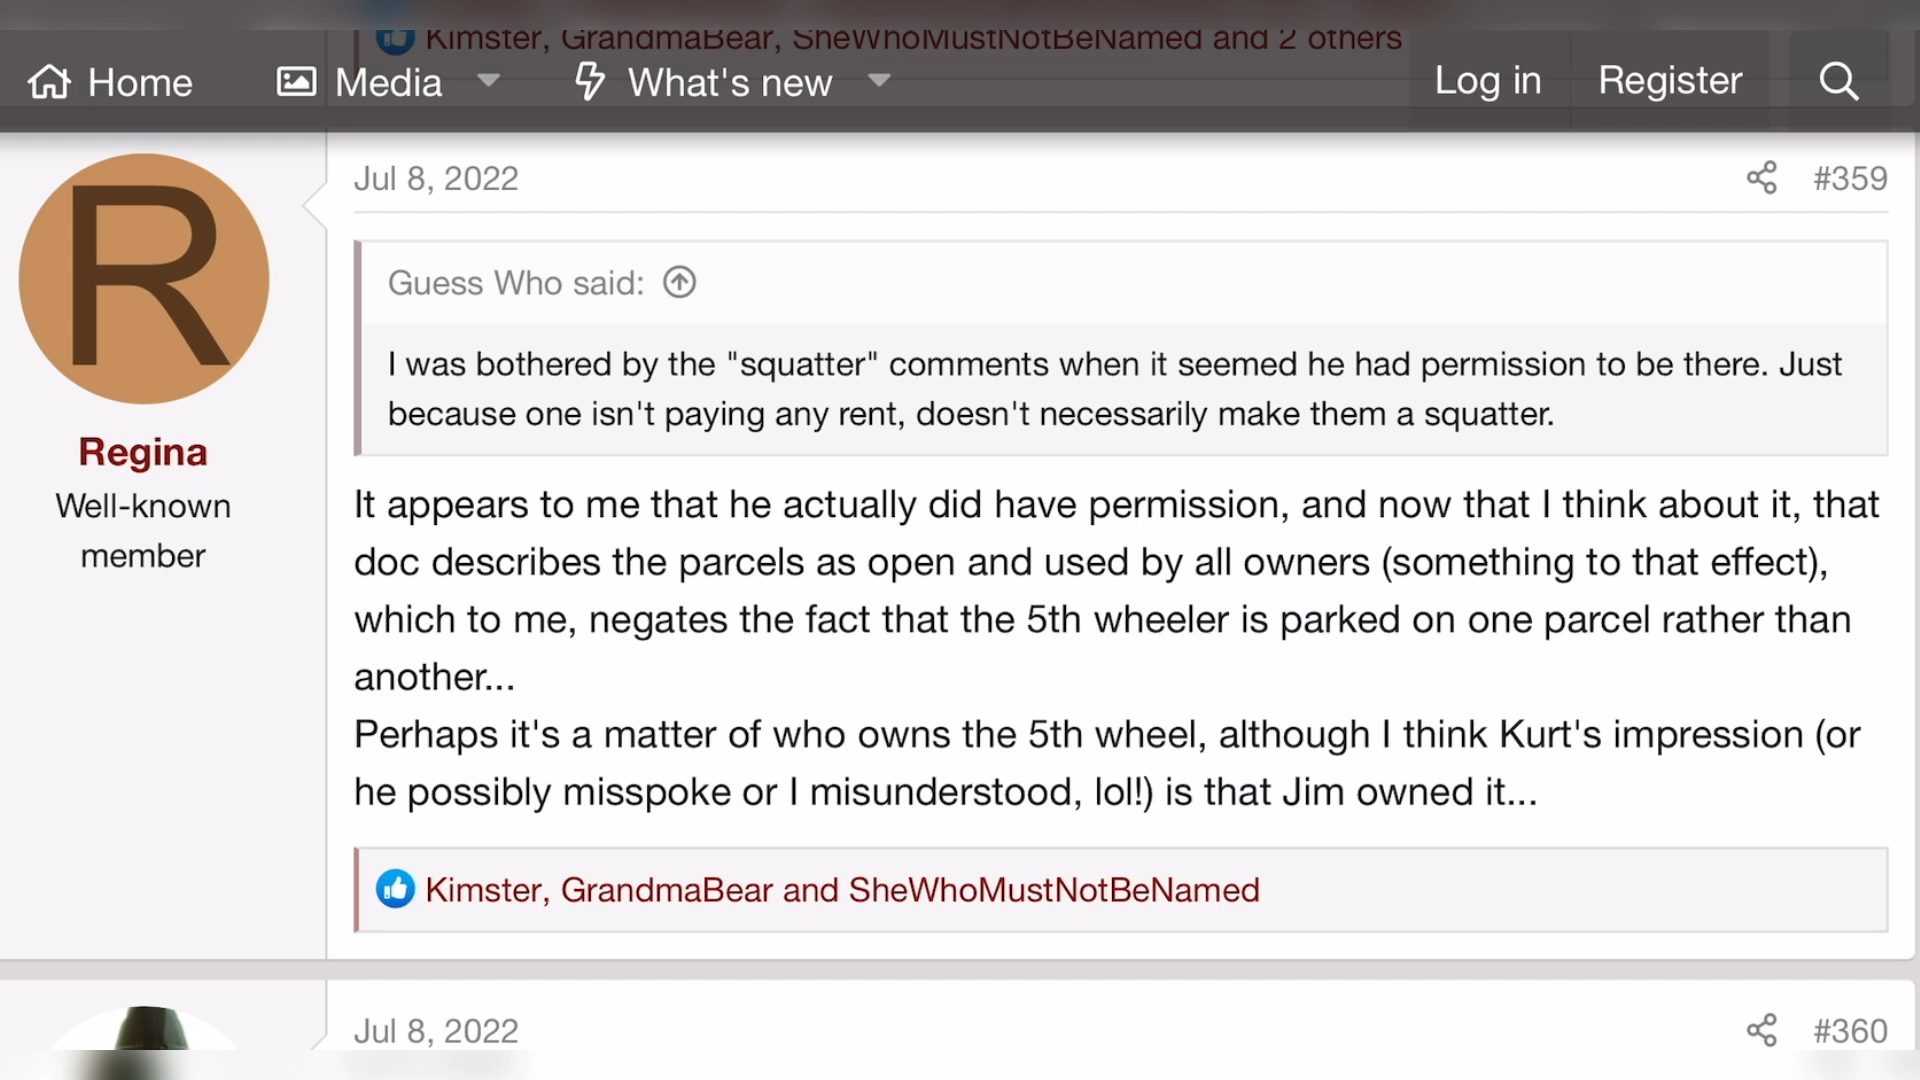 Kimster, GrandmaBear, SheWhoMustNotBeNamed and 2 others
Home Media What's new Log in Register
Jul 8, 2022 #359
R
Regina
Well-known
member
Guess Who said:
I was bothered by the "squatter" comments when it seemed he had permission to be there. Just
because one isn't paying any rent, doesn't necessarily make them a squatter.
It appears to me that he actually did have permission, and now that I think about it, that
doc describes the parcels as open and used by all owners (something to that effect),
which to me, negates the fact that the 5th wheeler is parked on one parcel rather than
another...
Perhaps it's a matter of who owns the 5th wheel, although I think Kurt's impression (or
he possibly misspoke or I misunderstood, lol!) is that Jim owned it...
Kimster, GrandmaBear and SheWhoMustNotBeNamed
Jul 8, 2022 #360